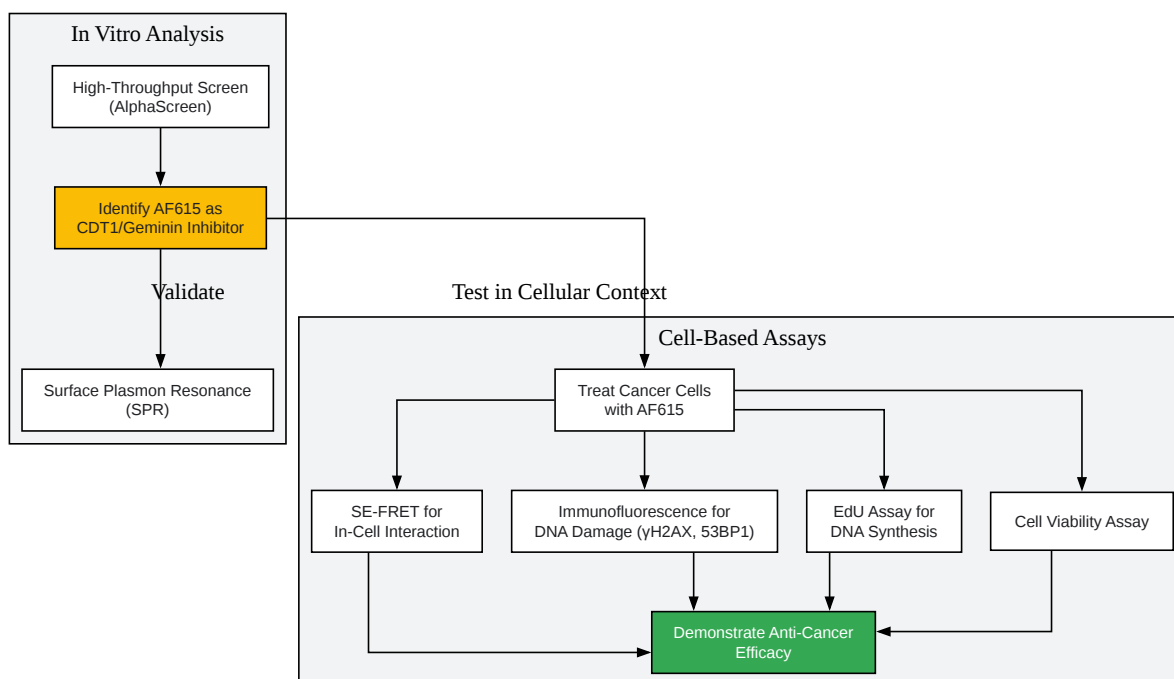 In Vitro Analysis
High-Throughput Screen
(AlphaScreen)
Identify AF615 as
CDT1/Geminin Inhibitor
Validate
Test in Cellular Context
Surface Plasmon Resonance
(SPR)
Cell-Based Assays
Treat Cancer Cells
with AF615
SE-FRET for
In-Cell Interaction
Immunofluorescence for
DNA Damage (γH2AX, 53BP1)
EdU Assay for
DNA Synthesis
Cell Viability Assay
Demonstrate Anti-Cancer
Efficacy